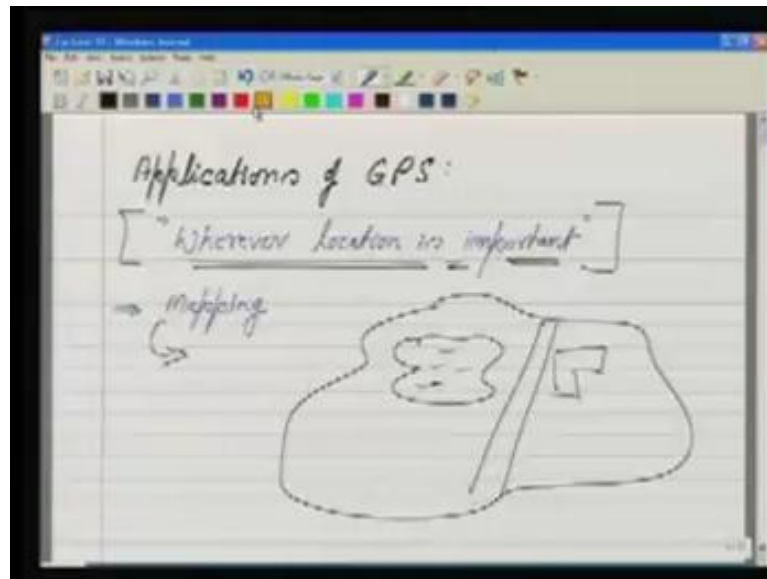 Applications of GPS:
["Wherever location is important"]
⇒ Mapping